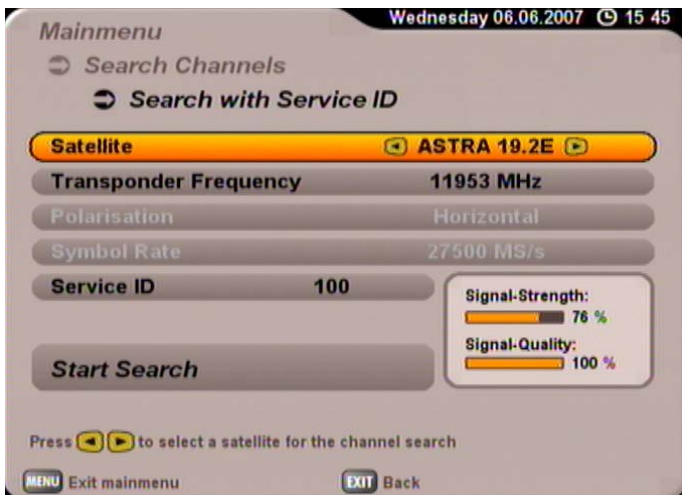 Wednesday 06.06.2007 15 45
Mainmenu
Search Channels
Search with Service ID
Satellite ASTRA 19.2E
Transponder Frequency 11953 MHz
Polarisation Horizontal
Symbol Rate 27500 MS/s
Service ID 100
Signal-Strength:
76 %
Signal-Quality:
100 %
Start Search
Press to select a satellite for the channel search
MENU Exit mainmenu EXIT Back